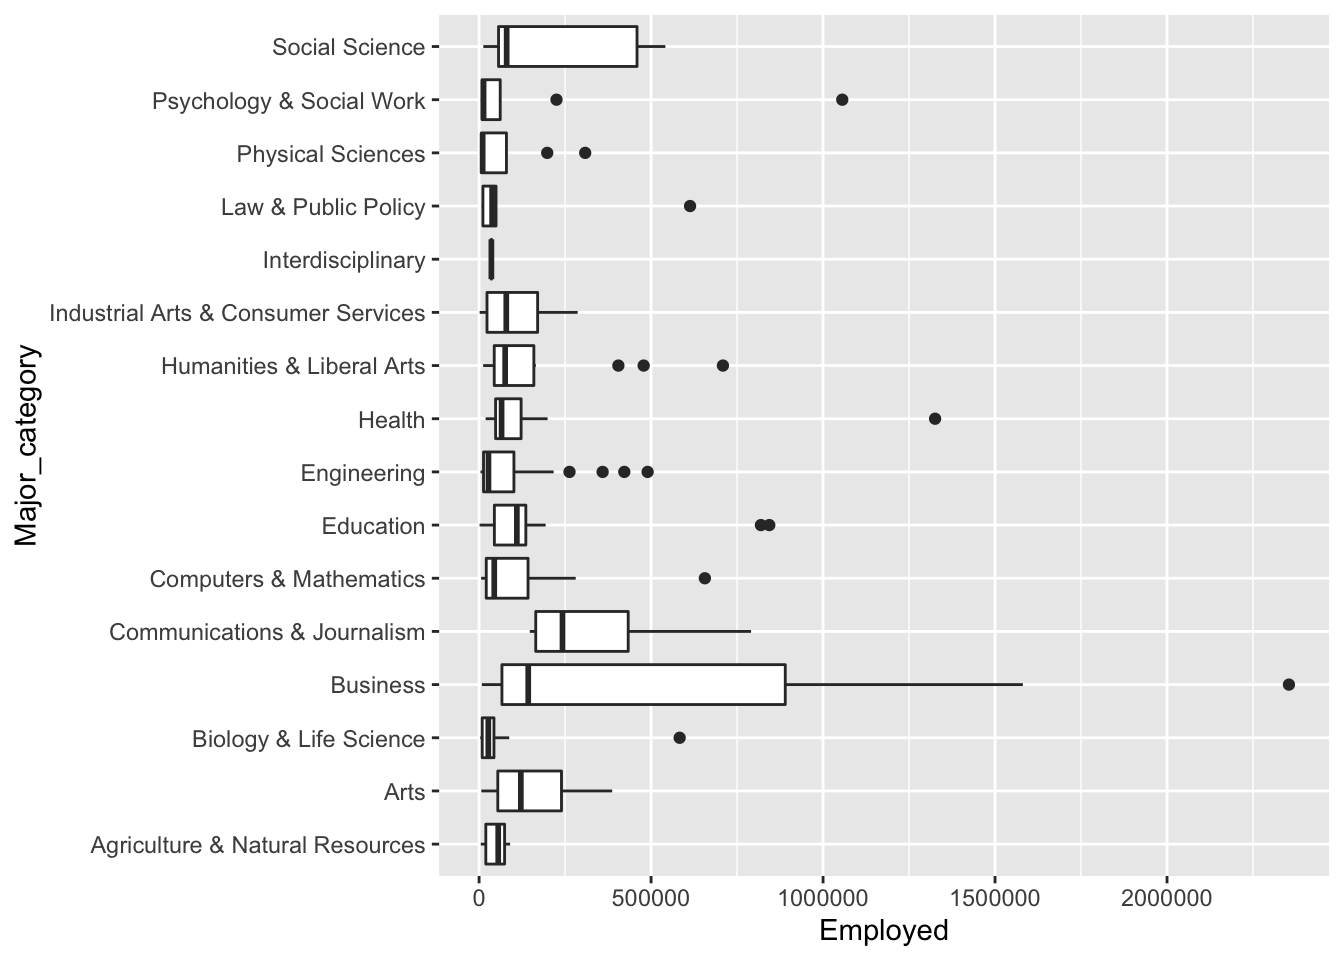 Social Science
Psychology & Social Work
Physical Sciences
Law & Public Policy
Interdisciplinary
Industrial Arts & Consumer Services
Humanities & Liberal Arts
Health
Engineering
Education
Computers & Mathematics
Communications & Journalism
Business
Biology & Life Science
Arts
Agriculture & Natural Resources
Major_category
0 500000 1000000 1500000 2000000
Employed